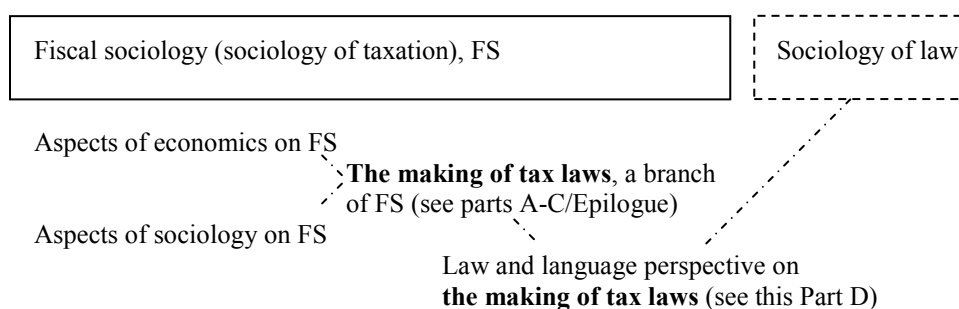 Fiscal sociology (sociology of taxation), FS
Sociology of law
Aspects of economics on FS
The making of tax laws, a branch
of FS (see parts A-C/Epilogue)
Aspects of sociology on FS
Law and language perspective on
the making of tax laws (see this Part D)